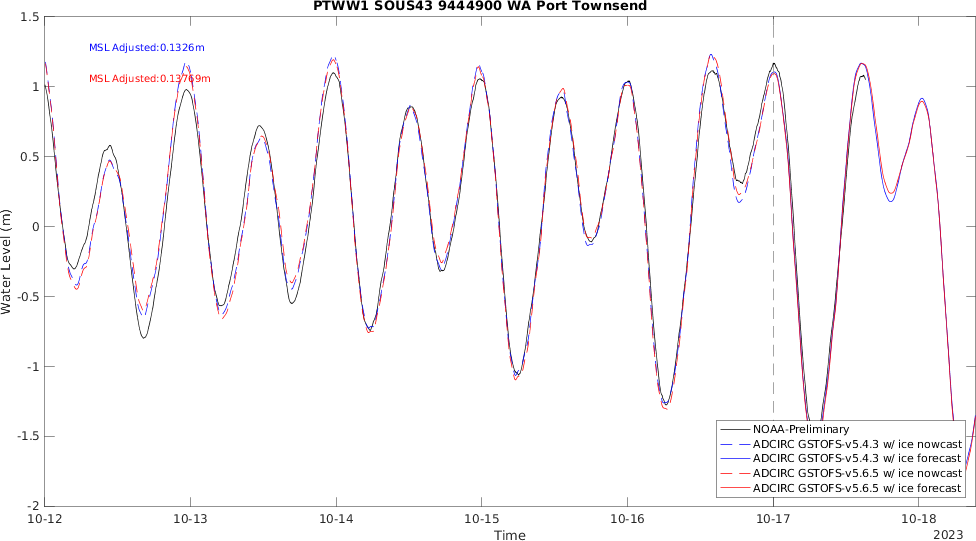 PTWW1 SOUS43 9444900 WA Port Townsend
1.5
MSL Adjusted:0.1326m
MSL Adjusted:0.13769m
1
0.5
0
-0.5
-1
-1.5
-2
Water Level (m)
NOAA-Preliminary
ADCIRC GSTOFS-v5.4.3 w/ ice nowcast
ADCIRC GSTOFS-v5.4.3 w/ ice forecast
ADCIRC GSTOFS-v5.6.5 w/ ice nowcast
ADCIRC GSTOFS-v5.6.5 w/ ice forecast
10-12 10-13 10-14 10-15 10-16 10-17 10-18
Time
2023